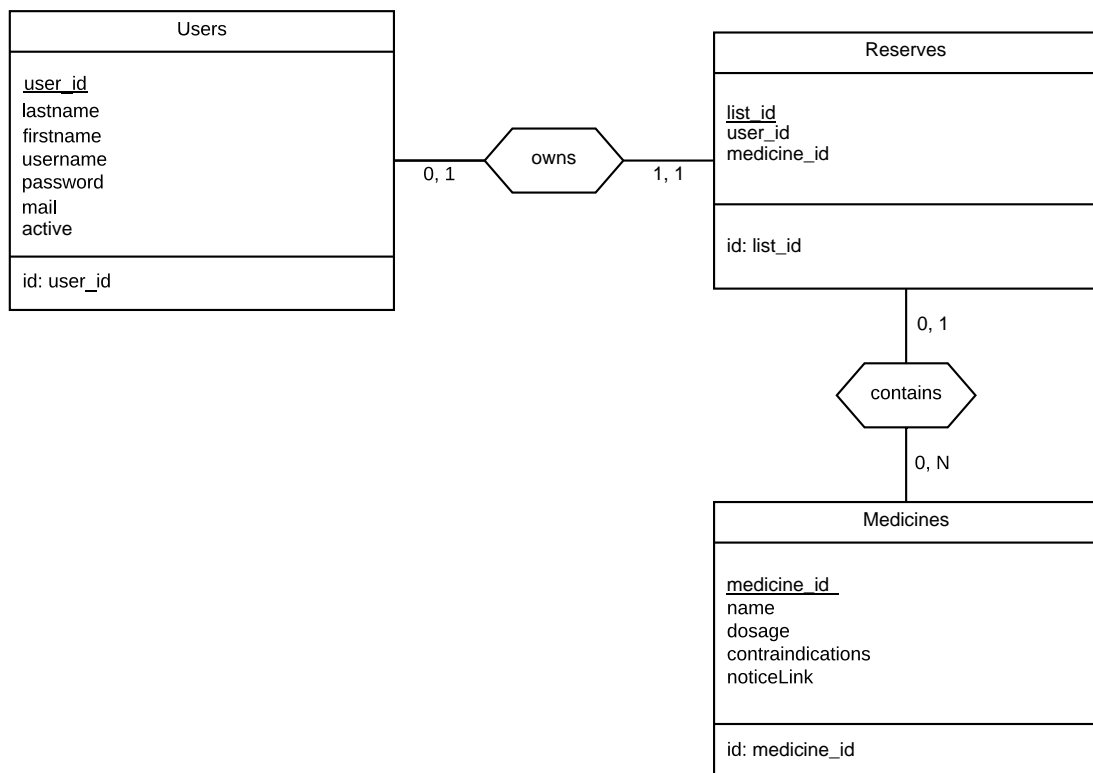 Users
user_id
lastname
firstname
username
password
mail
active
id: user_id
0, 1
owns
1, 1
Reserves
list_id
user_id
medicine_id
id: list_id
0, 1
contains
0, N
Medicines
medicine_id
name
dosage
contraindications
noticeLink
id: medicine_id